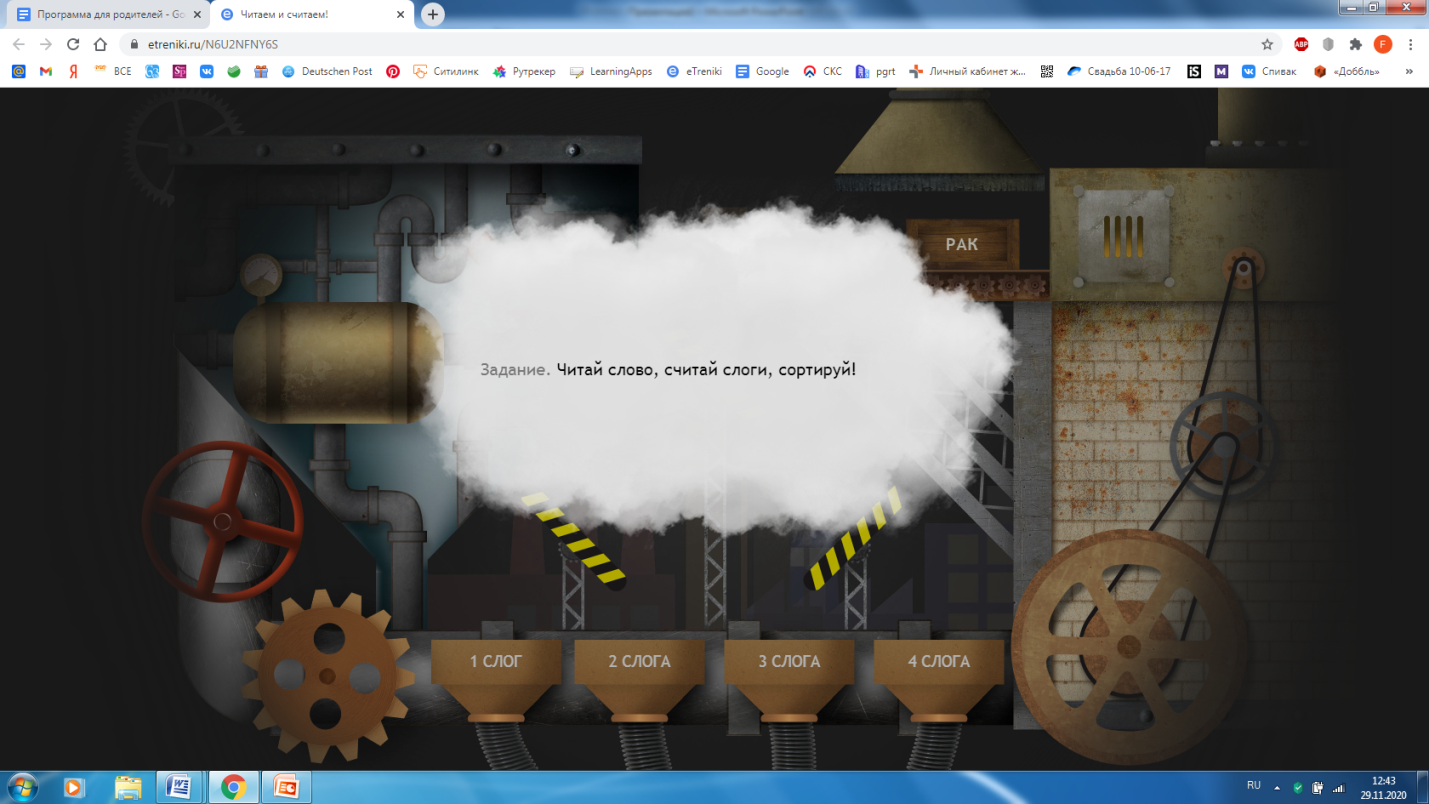 Программа для родителей - Go
Читаем и считаем!
etreniki.ru/N6U2NFNY6S
ABP
F
ВСЕ
Deutschen Post
Ситилинк
Рутрекер
LearningApps
eTreniki
Google
СКС
pgrt
Личный кабинет ж...
Свадьба 10-06-17
iS
M
Спивак
«Доббль»
»
РАК
Задание. Читай слово, считай слоги, сортируй!
1 СЛОГ
2 СЛОГА
3 СЛОГА
4 СЛОГА
RU
12:43
29.11.2020